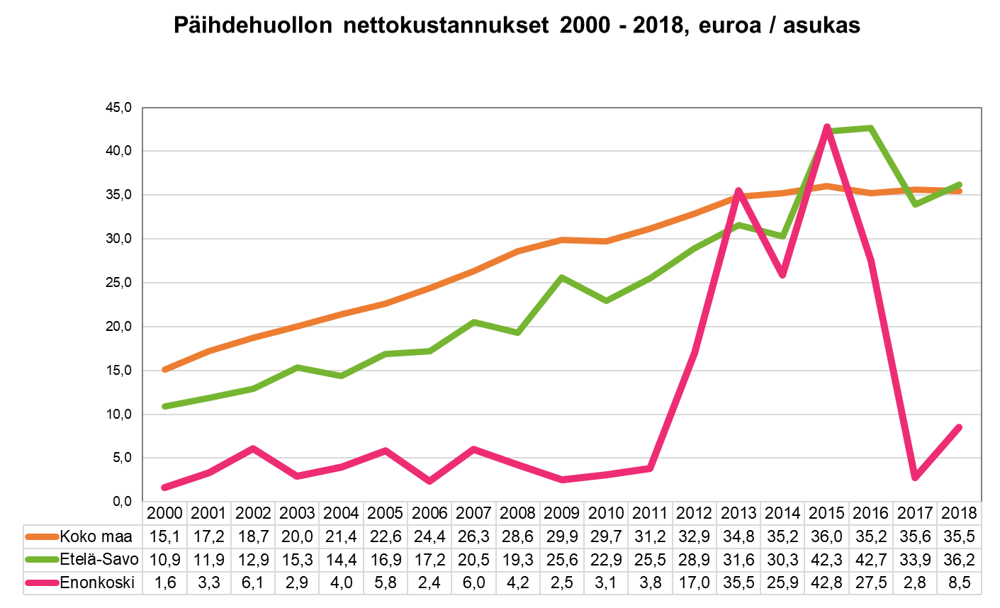 Päihdehuollon nettokustannukset 2000 - 2018, euroa / asukas
45,0
40,0
35,0
30,0
25,0
20,0
15,0
10,0
5,0
0,0
2000 2001 2002 2003 2004 2005 2006 2007 2008 2009 2010 2011 2012 2013 2014 2015 2016 2017 2018
Koko maa 15,1 17,2 18,7 20,0 21,4 22,6 24,4 26,3 28,6 29,9 29,7 31,2 32,9 34,8 35,2 36,0 35,2 35,6 35,5
Etelä-Savo 10,9 11,9 12,9 15,3 14,4 16,9 17,2 20,5 19,3 25,6 22,9 25,5 28,9 31,6 30,3 42,3 42,7 33,9 36,2
Enonkoski 1,6 3,3 6,1 2,9 4,0 5,8 2,4 6,0 4,2 2,5 3,1 3,8 17,0 35,5 25,9 42,8 27,5 2,8 8,5